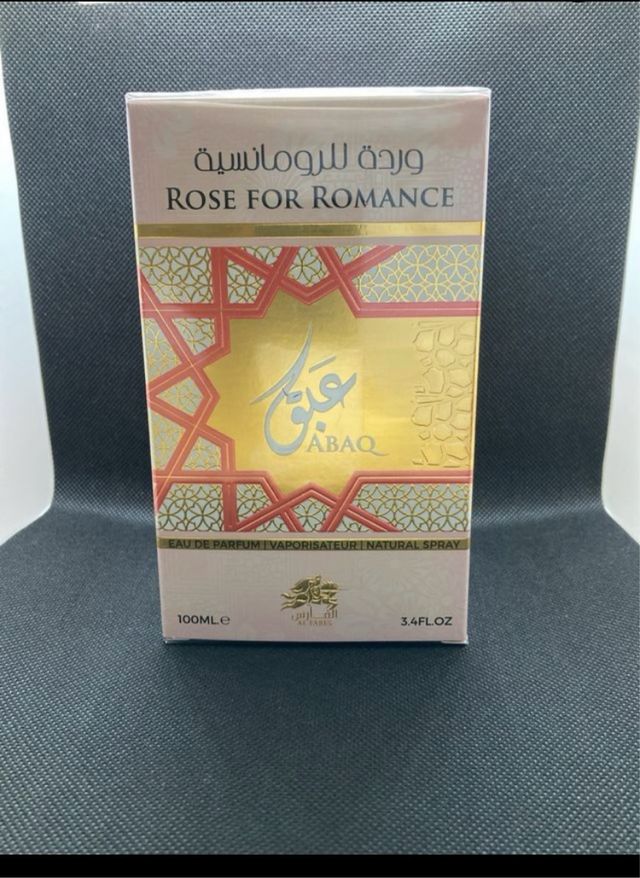 وردة للرومانسية
ROSE FOR ROMANCE
عبق
ABAQ
EAU DE PARFUM | VAPORISATEUR | NATURAL SPRAY
الفارس
AL FARES
100ML.e
3.4FL.OZ